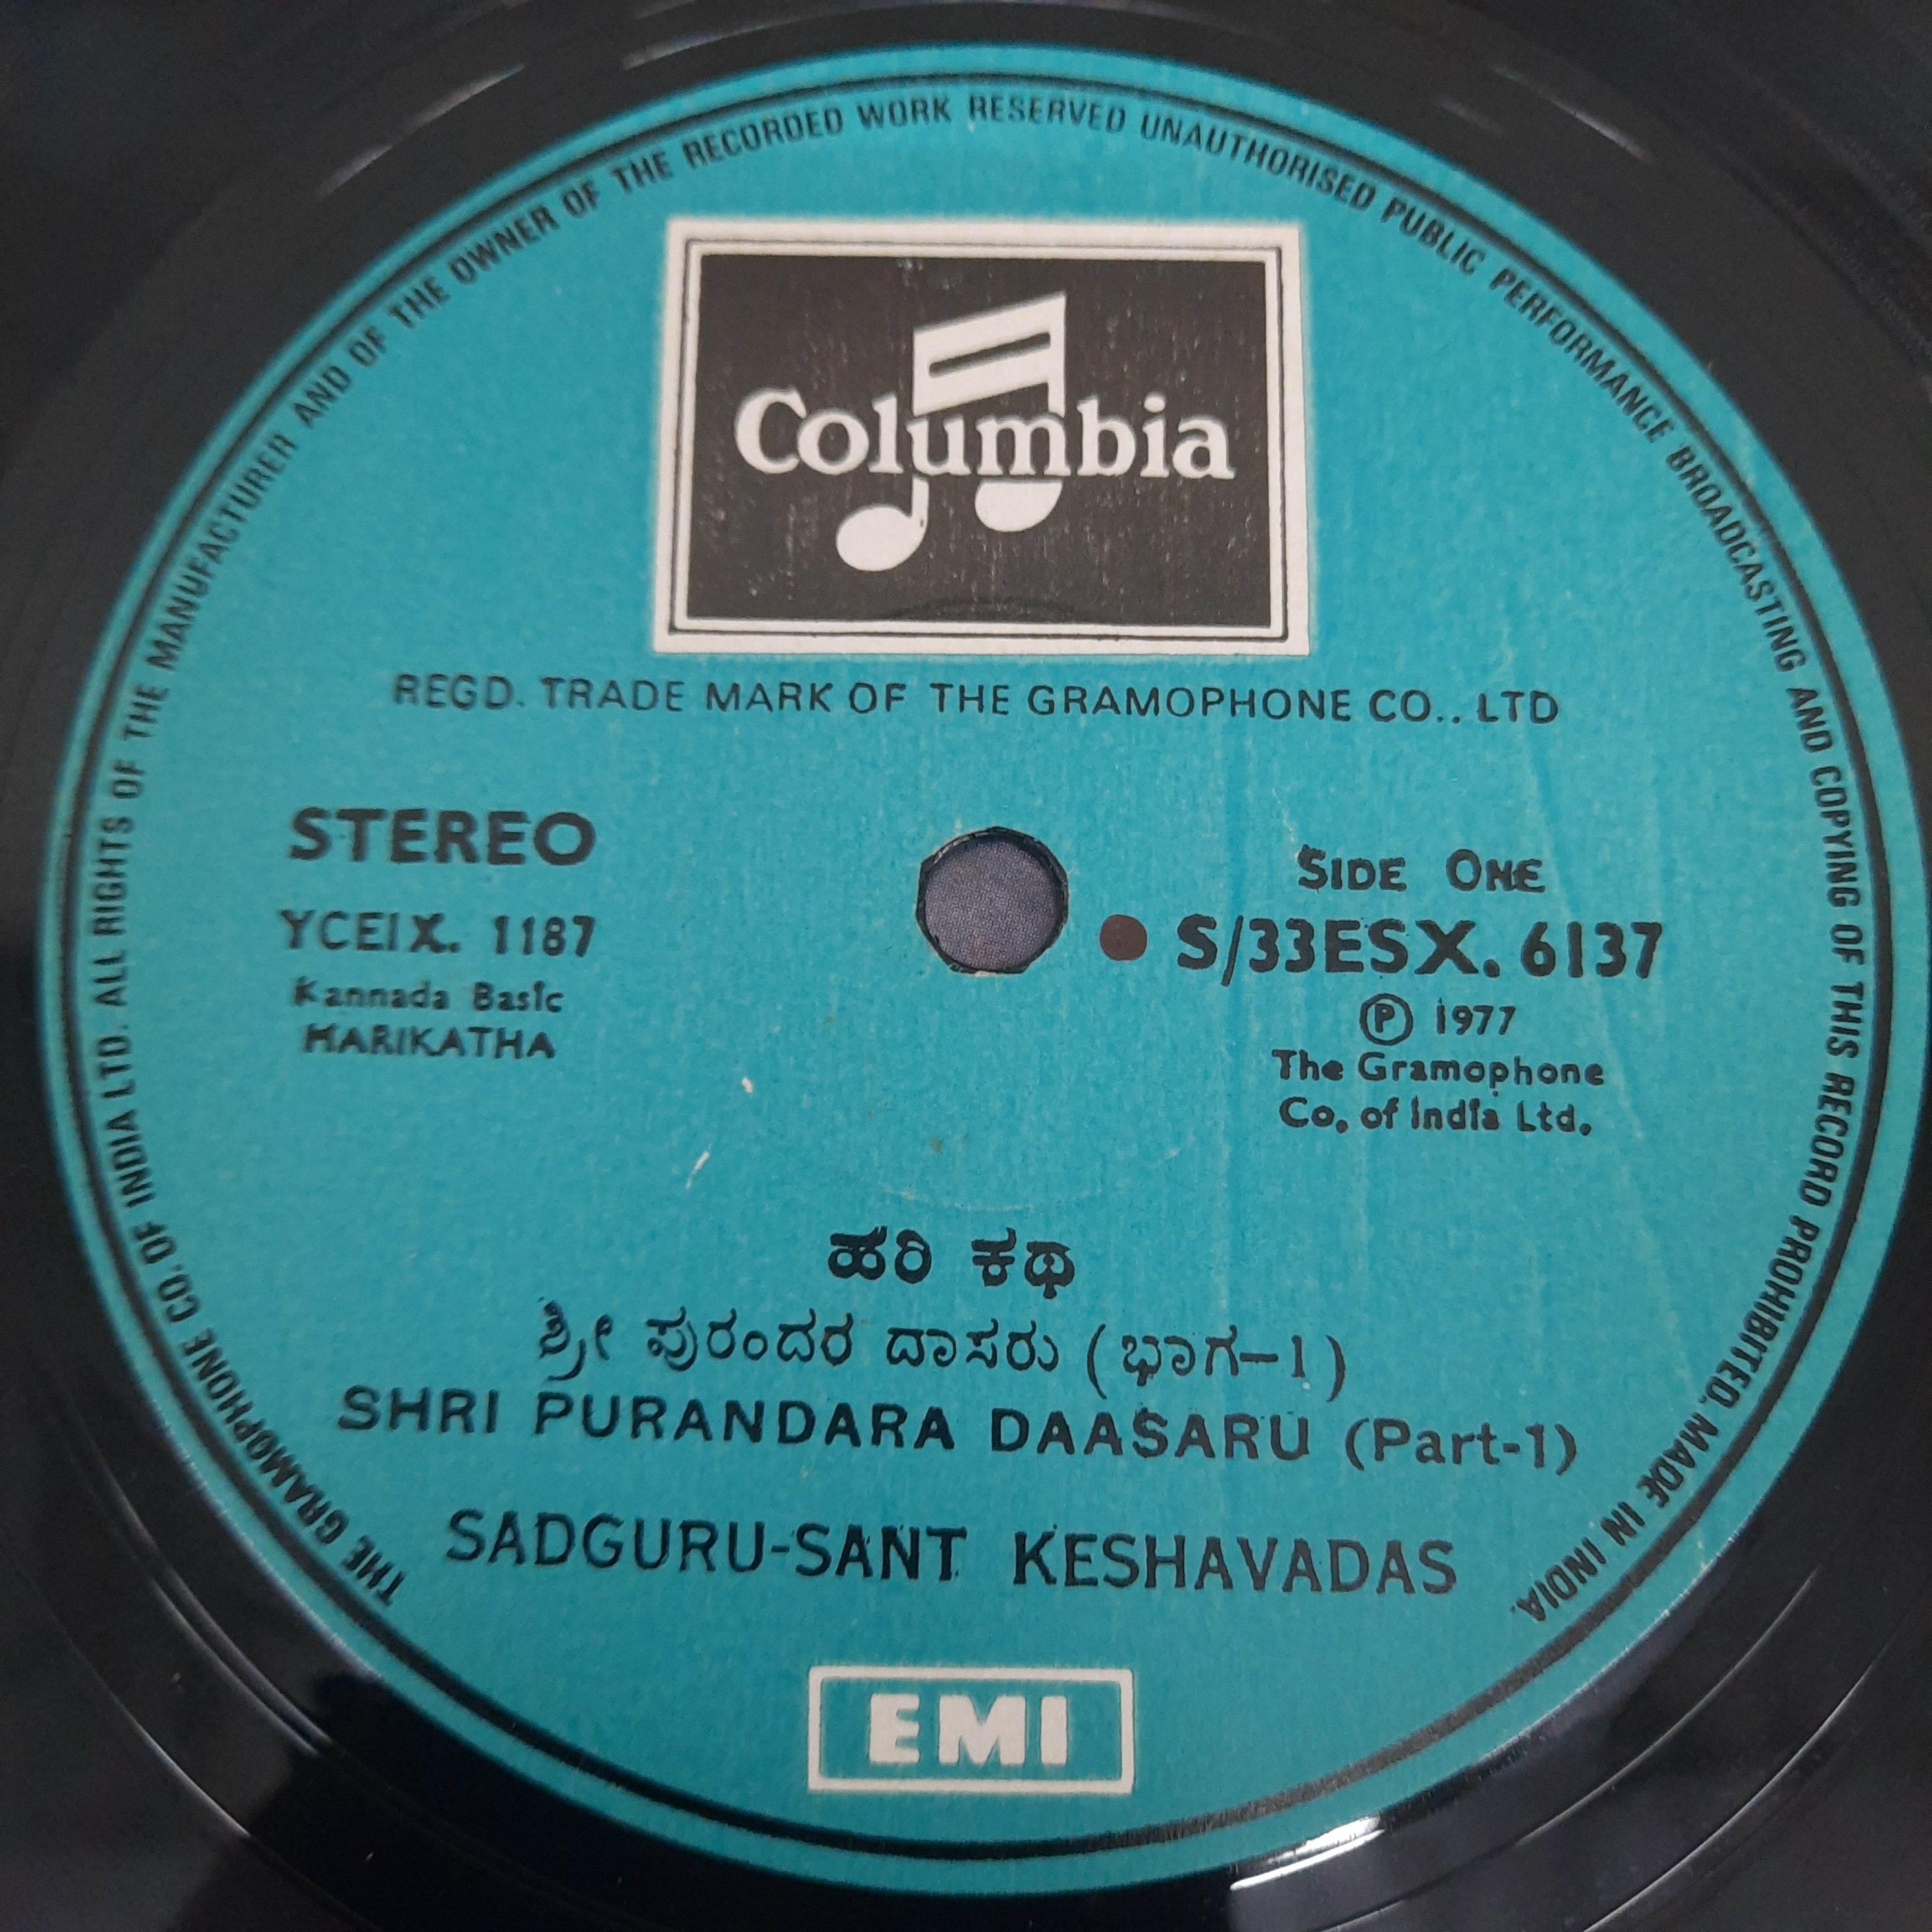 THE GRAMOPHONE CO. OF INDIA LTD. ALL RIGHTS OF THE MANUFACTURER AND OF THE OWNER OF THE RECORDED WORK RESERVED UNAUTHORISED PUBLIC PERFORMANCE BROADCASTING AND COPYING OF THIS RECORD PROHIBITED. MADE IN INDIA.
Columbia
REGD. TRADE MARK OF THE GRAMOPHONE CO.. LTD
STEREO
YCEIX. 1187
Kannada Basic
HARIKATHA
SIDE ONE
S/33ESX. 6137
Ⓟ 1977
The Gramophone
Co. of India Ltd.
ಹರಿ ಕಥ
ಶ್ರೀ ಪುರಂದರ ದಾಸರು (ಭಾಗ-1)
SHRI PURANDARA DAASARU (Part-1)
SADGURU-SANT KESHAVADAS
EMI